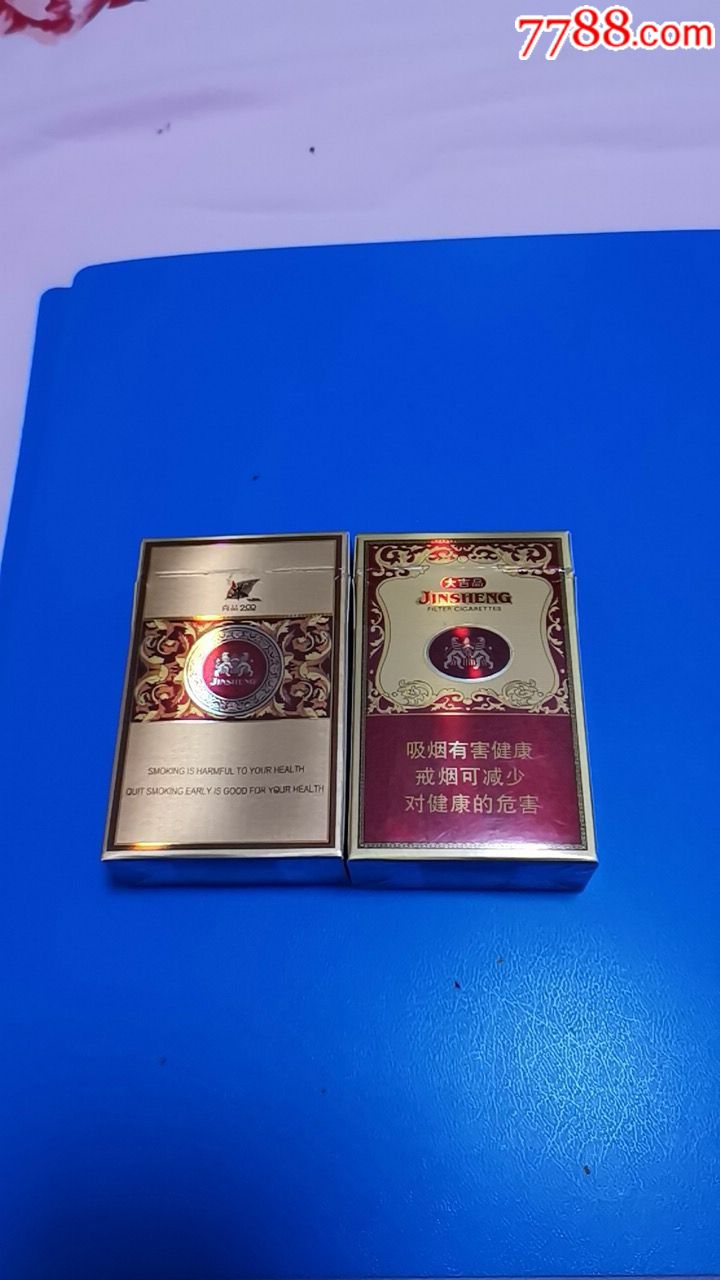 7788.com
尚品200
JINSHENG
SMOKING IS HARMFUL TO YOUR HEALTH
QUIT SMOKING EARLY IS GOOD FOR YOUR HEALTH
大吉品
JINSHENG
FILTER CIGARETTES
吸烟有害健康
戒烟可减少
对健康的危害